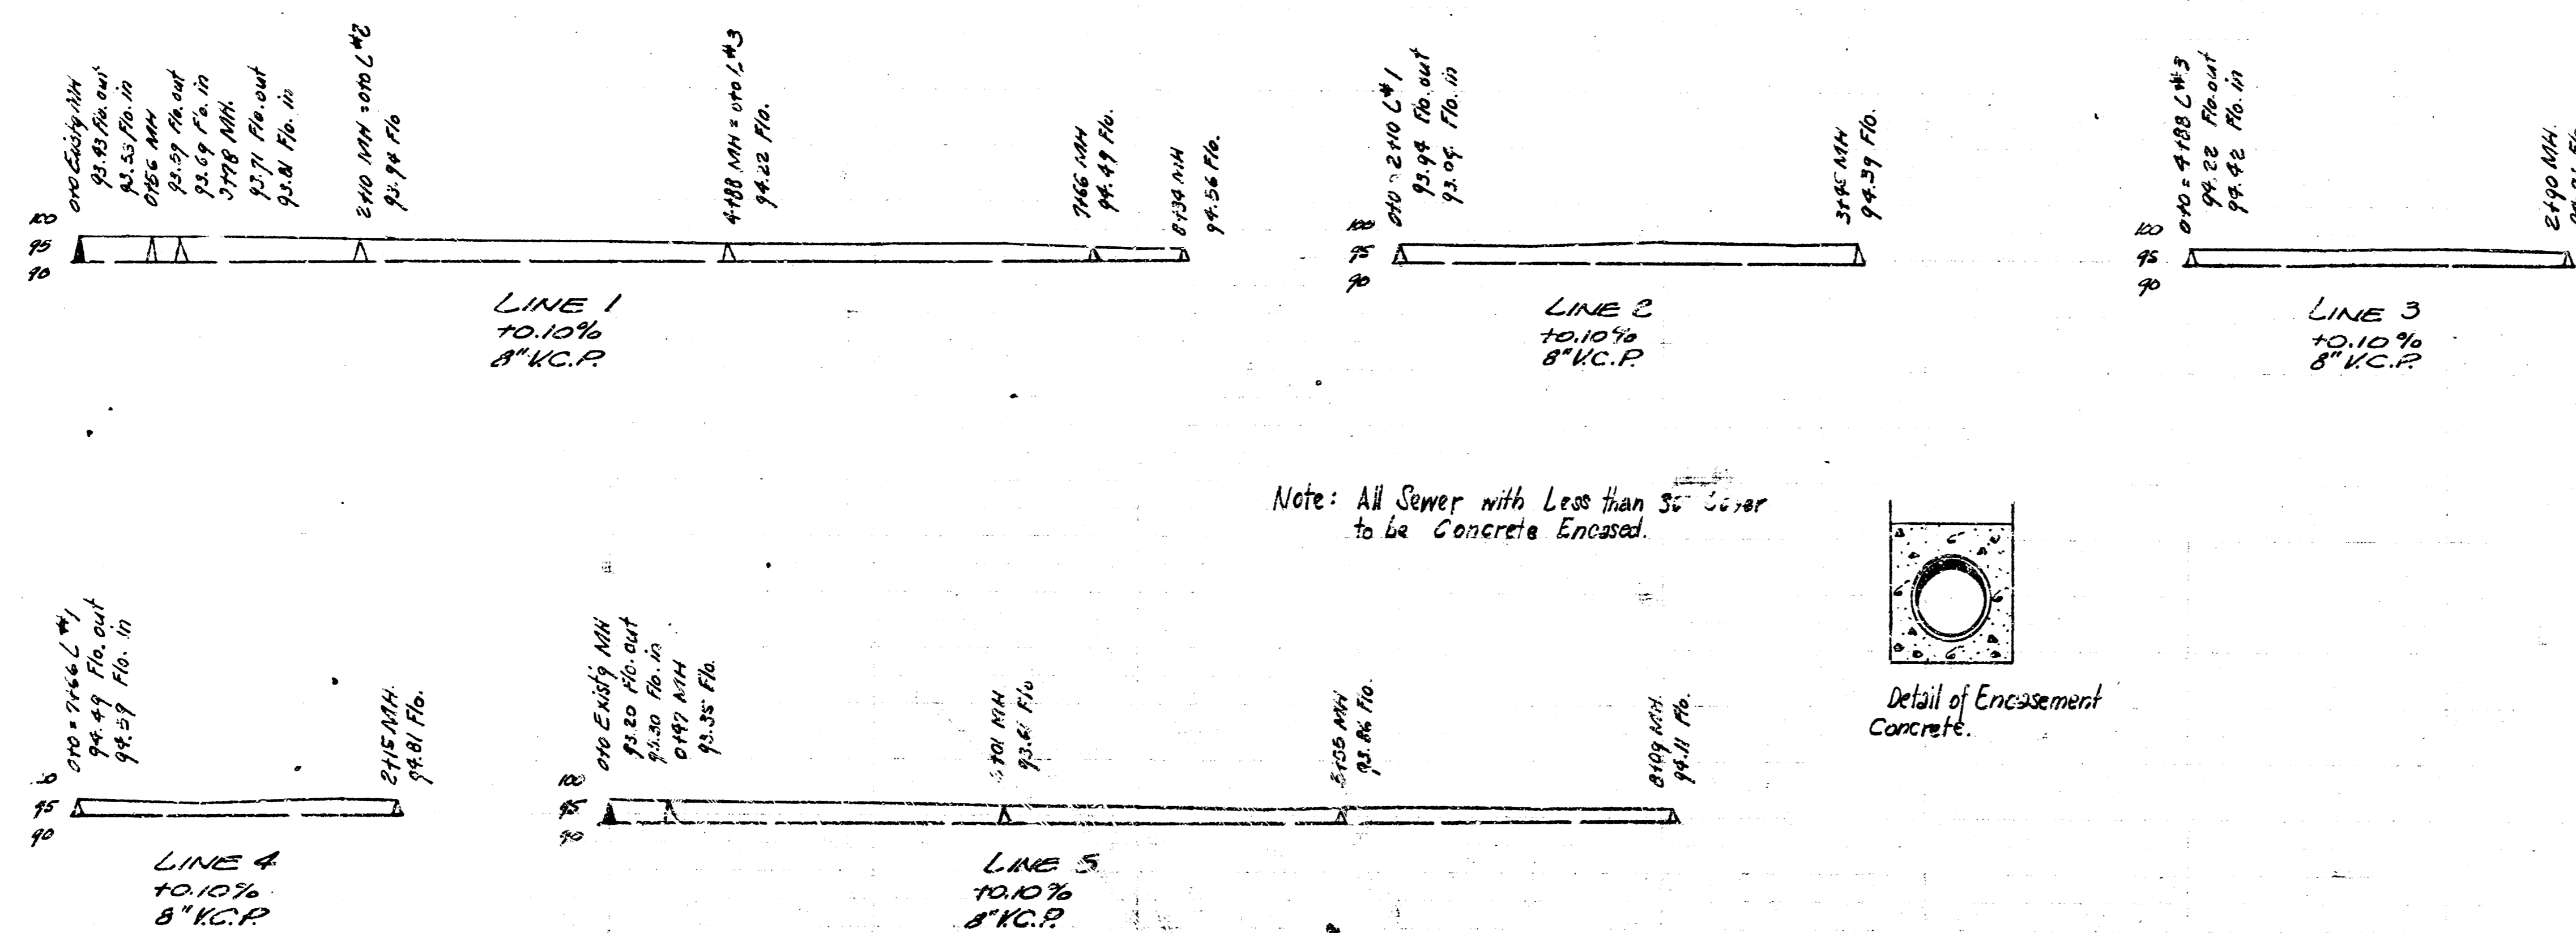 0+0 Existg MH
93.43 Flo. out
93.53 Flo. in
0+56 MH
93.59 Flo. out
93.69 Flo. in
MH.
93.71 Flo. out
93.81 Flo. in
2+10 MH = 0+0 L#2
93.94 Flo
4+88 MH = 0+0 L#3
94.22 Flo.
7+66 MH
94.49 Flo.
8+34 MH
94.56 Flo.
100
95
90
LINE 1
+0.10%
8" V.C.P.
0+0 = 2+10 L#1
93.94 Flo. out
Flo. in
3+45 MH
94.39 Flo.
100
95
90
LINE 2
+0.10%
8" V.C.P.
0+0 = 4+88 L#3
94.22 Flo. out
94.42 Flo. in
2+90 MH.
100
95
90
LINE 3
+0.10%
8" V.C.P.
Note: All Sewer with Less than
to be Concrete Encased.
6"
6"
6"
6"
Detail of Encasement
Concrete.
0+0 = 7+66 L#1
94.49 Flo. out
94.59 Flo. in
2+15 MH.
94.81 Flo.
95
90
LINE 4
+0.10%
8" V.C.P.
0+0 Existg MH
93.20 Flo. out
Flo. in
0+47 MH
93.35 Flo.
MH
Flo
MH
93.86 Flo.
8+99 MH.
94.11 Flo.
100
95
90
LINE 5
+0.10%
8" V.C.P.